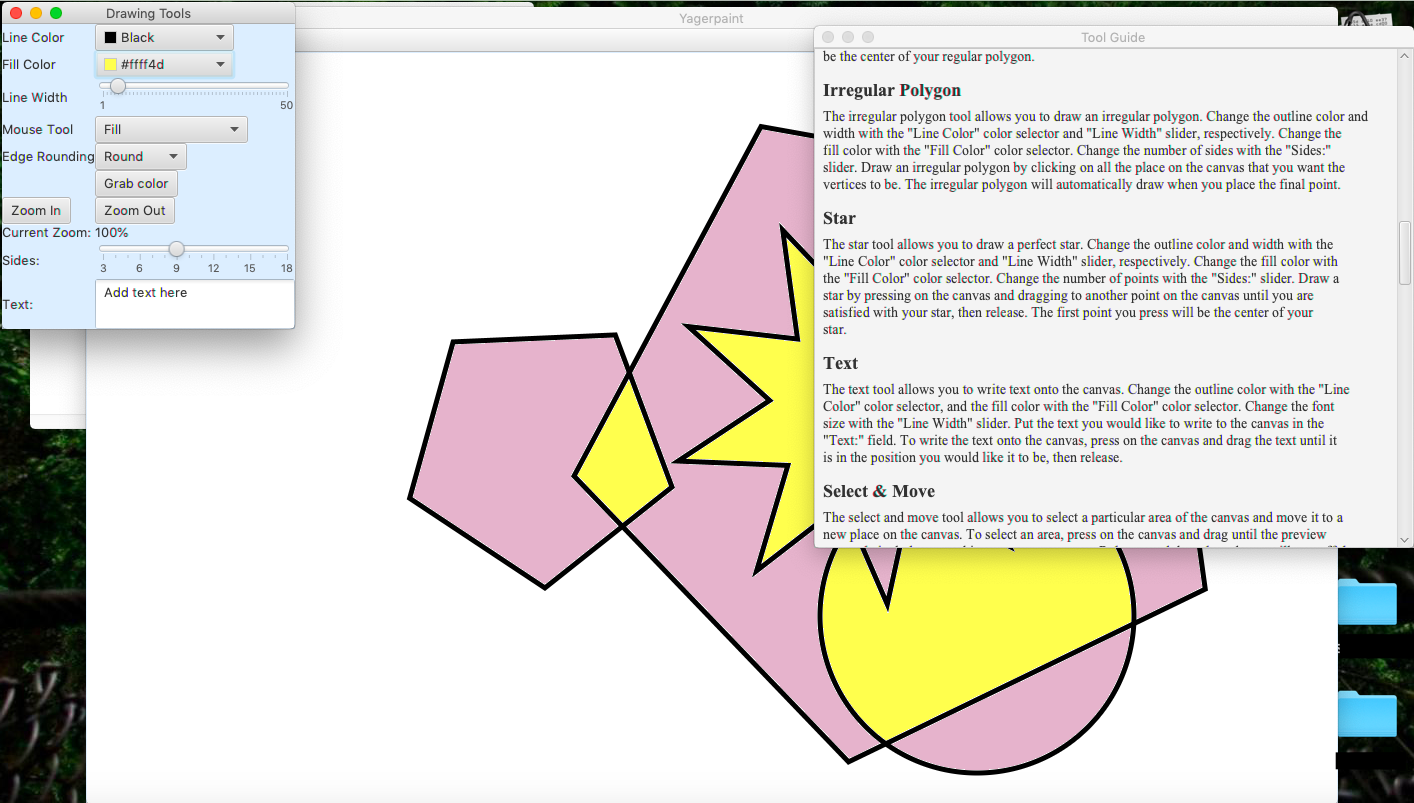 Drawing Tools
Line Color
Black
Fill Color
#ffff4d
Line Width
1
50
Mouse Tool
Fill
Edge Rounding
Round
Grab color
Zoom In
Zoom Out
Current Zoom: 100%
Sides:
3 6 9 12 15 18
Text:
Add text here
Yagerpaint
Tool Guide
be the center of your regular polygon.
Irregular Polygon
The irregular polygon tool allows you to draw an irregular polygon. Change the outline color and
width with the "Line Color" color selector and "Line Width" slider, respectively. Change the
fill color with the "Fill Color" color selector. Change the number of sides with the "Sides:"
slider. Draw an irregular polygon by clicking on all the place on the canvas that you want the
vertices to be. The irregular polygon will automatically draw when you place the final point.
Star
The star tool allows you to draw a perfect star. Change the outline color and width with the
"Line Color" color selector and "Line Width" slider, respectively. Change the fill color with
the "Fill Color" color selector. Change the number of points with the "Sides:" slider. Draw a
star by pressing on the canvas and dragging to another point on the canvas until you are
satisfied with your star, then release. The first point you press will be the center of your
star.
Text
The text tool allows you to write text onto the canvas. Change the outline color with the "Line
Color" color selector, and the fill color with the "Fill Color" color selector. Change the font
size with the "Line Width" slider. Put the text you would like to write to the canvas in the
"Text:" field. To write the text onto the canvas, press on the canvas and drag the text until it
is in the position you would like it to be, then release.
Select & Move
The select and move tool allows you to select a particular area of the canvas and move it to a
new place on the canvas. To select an area, press on the canvas and drag until the preview